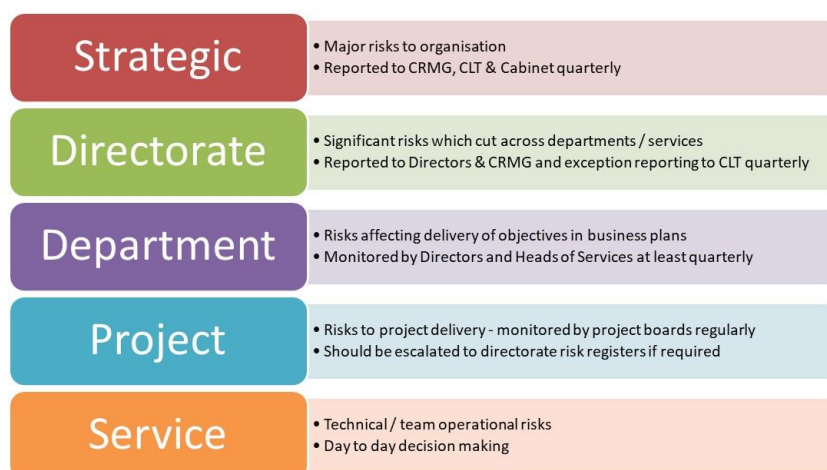 Strategic
• Major risks to organisation
• Reported to CRMG, CLT & Cabinet quarterly
Directorate
• Significant risks which cut across departments / services
• Reported to Directors & CRMG and exception reporting to CLT quarterly
Department
• Risks affecting delivery of objectives in business plans
• Monitored by Directors and Heads of Services at least quarterly
Project
• Risks to project delivery - monitored by project boards regularly
• Should be escalated to directorate risk registers if required
Service
• Technical / team operational risks
• Day to day decision making